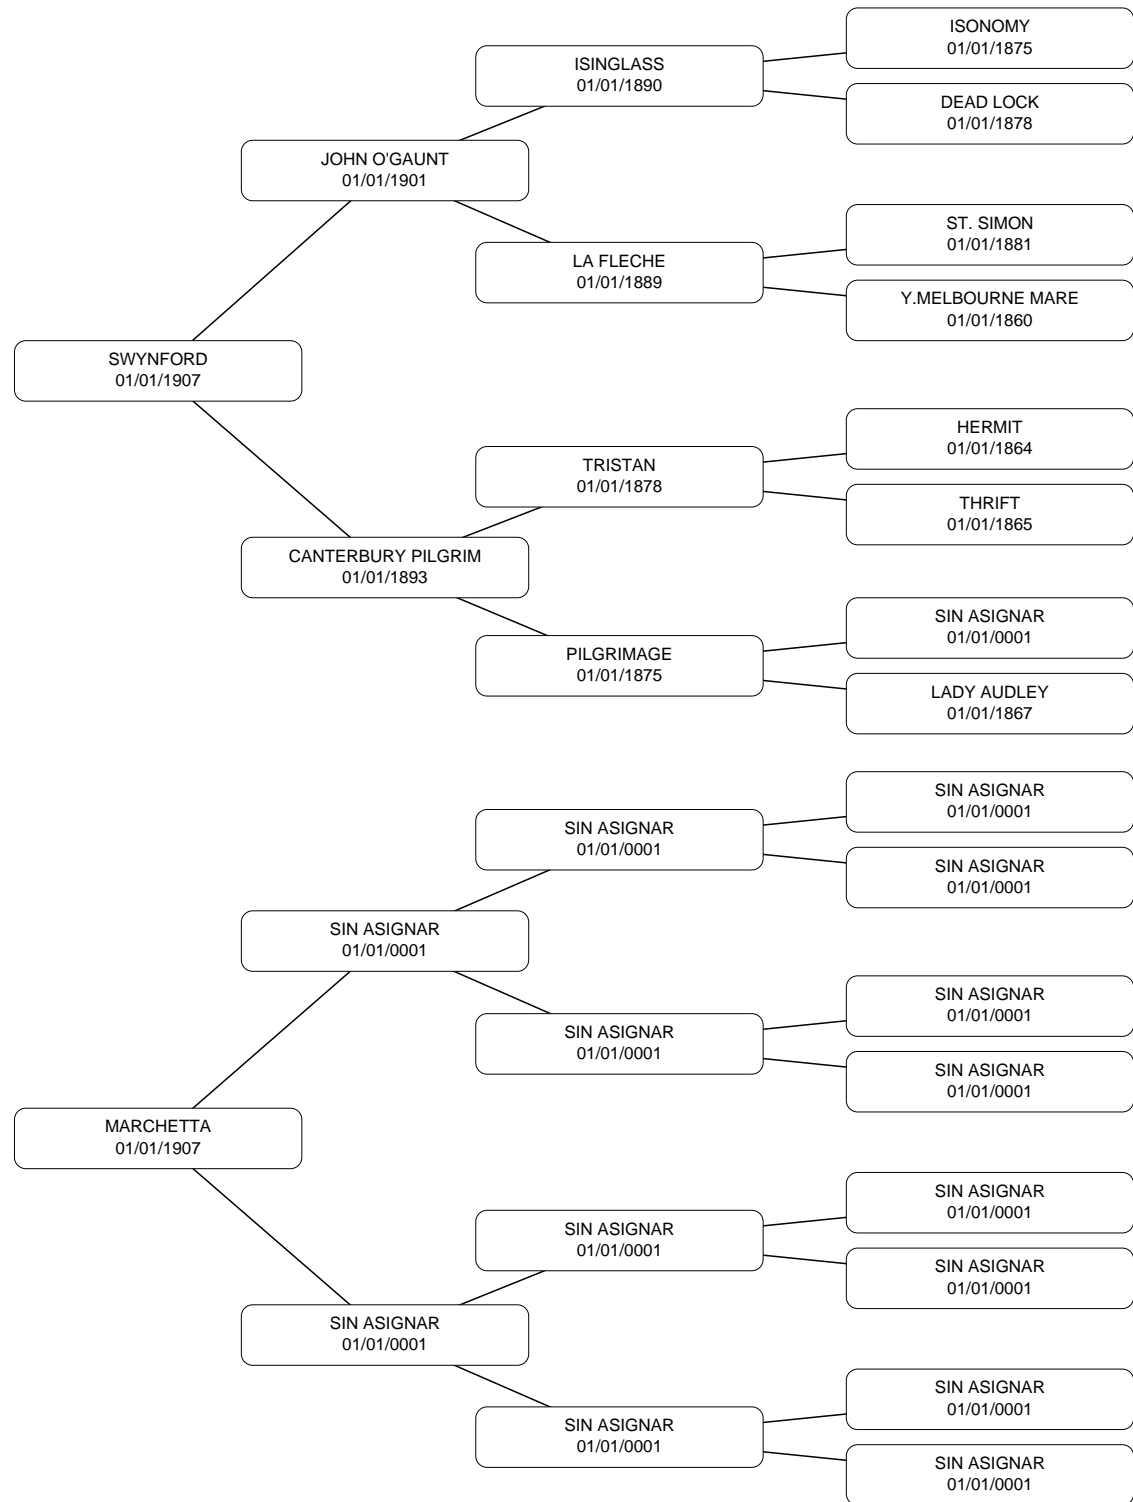 ISONOMY
01/01/1875
ISINGLASS
01/01/1890
DEAD LOCK
01/01/1878
JOHN O'GAUNT
01/01/1901
ST. SIMON
01/01/1881
LA FLECHE
01/01/1889
Y.MELBOURNE MARE
01/01/1860
SWYNFORD
01/01/1907
HERMIT
01/01/1864
TRISTAN
01/01/1878
THRIFT
01/01/1865
CANTERBURY PILGRIM
01/01/1893
SIN ASIGNAR
01/01/0001
PILGRIMAGE
01/01/1875
LADY AUDLEY
01/01/1867
SIN ASIGNAR
01/01/0001
SIN ASIGNAR
01/01/0001
SIN ASIGNAR
01/01/0001
SIN ASIGNAR
01/01/0001
SIN ASIGNAR
01/01/0001
SIN ASIGNAR
01/01/0001
SIN ASIGNAR
01/01/0001
MARCHETTA
01/01/1907
SIN ASIGNAR
01/01/0001
SIN ASIGNAR
01/01/0001
SIN ASIGNAR
01/01/0001
SIN ASIGNAR
01/01/0001
SIN ASIGNAR
01/01/0001
SIN ASIGNAR
01/01/0001
SIN ASIGNAR
01/01/0001